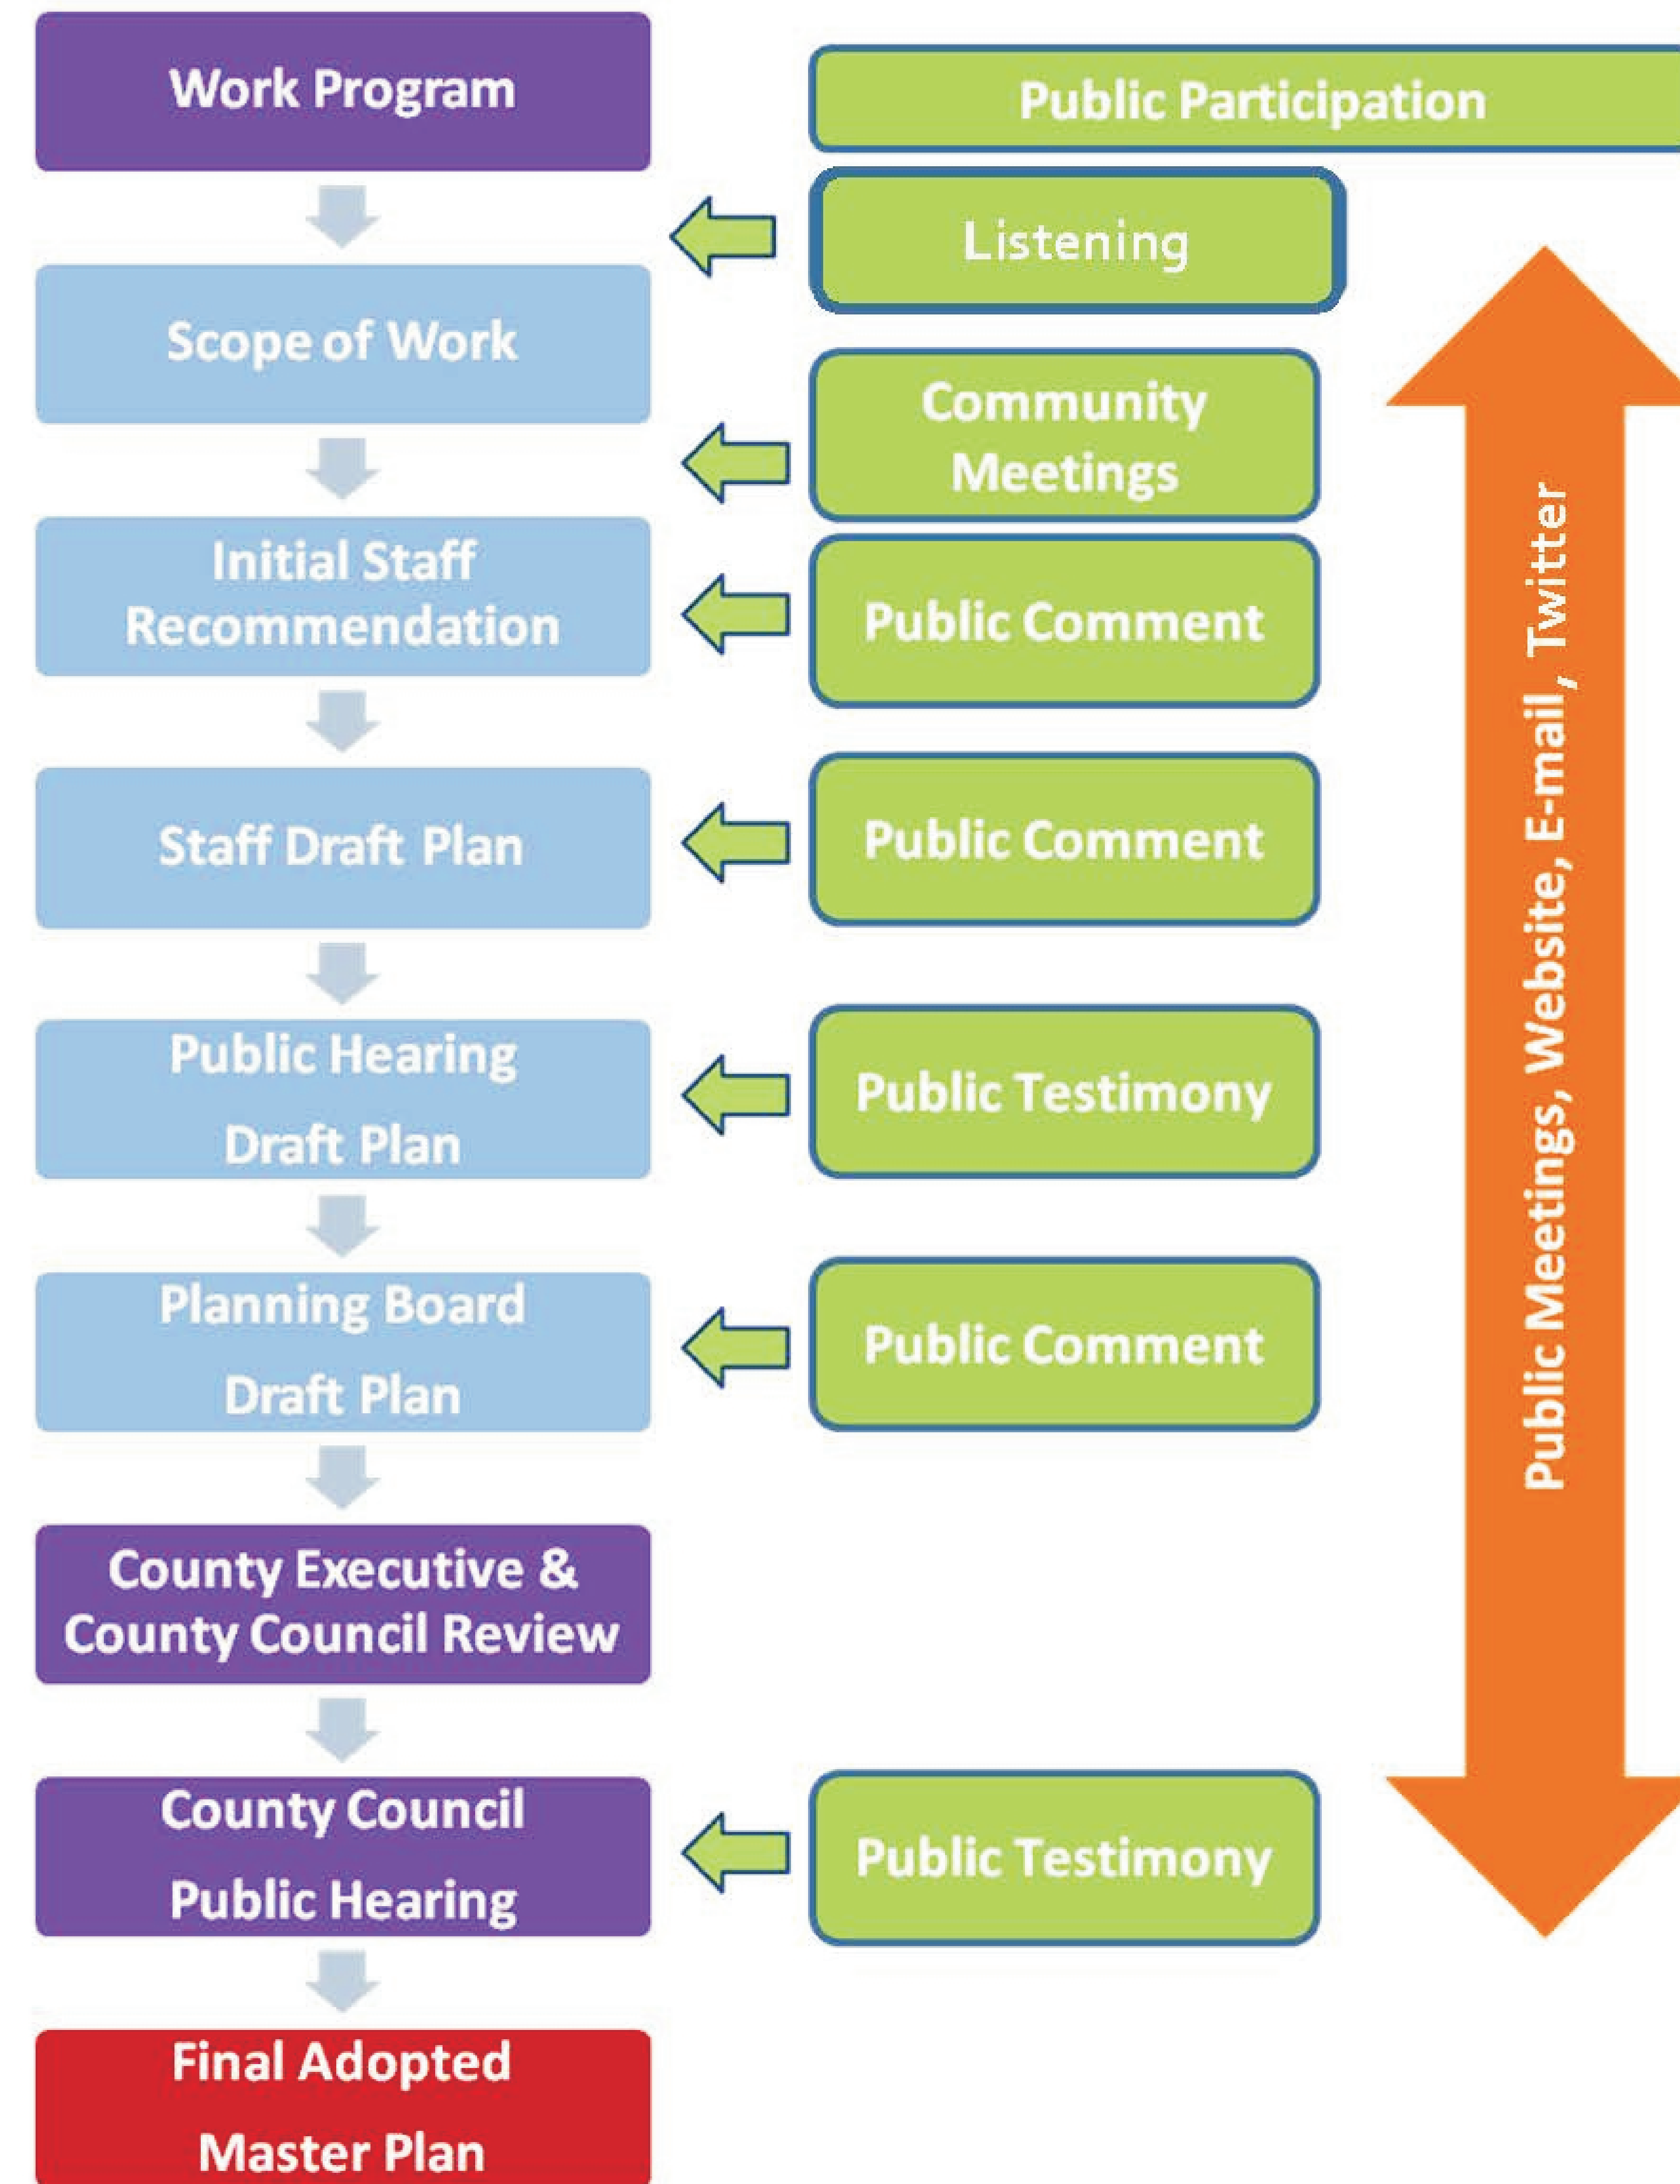 Work Program
Public Participation
Listening
Scope of Work
Community
Meetings
Initial Staff
Recommendation
Public Comment
Staff Draft Plan
Public Comment
Public Hearing
Draft Plan
Public Testimony
Planning Board
Draft Plan
Public Comment
County Executive &
County Council Review
County Council
Public Hearing
Public Testimony
Final Adopted
Master Plan
Public Meetings, Website, E-mail, Twitter